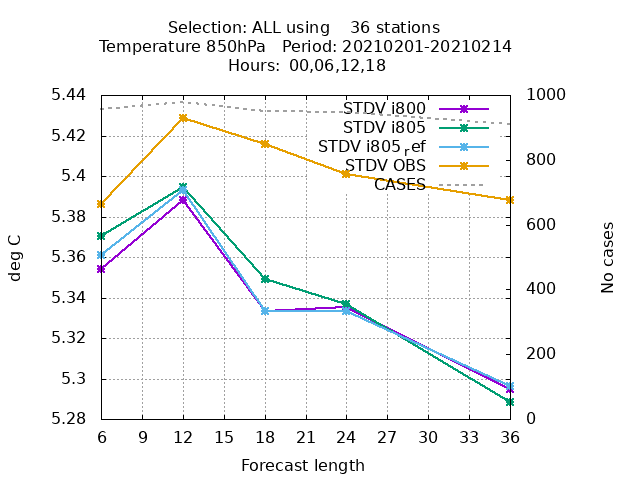 Selection: ALL using    36 stations
Temperature 850hPa   Period: 20210201-20210214
Hours:  00,06,12,18
5.44
5.42
5.4
5.38
5.36
5.34
5.32
5.3
5.28
deg C
STDV i800
STDV i805
STDV i805ref
STDV OBS
CASES
1000
800
600
400
200
0
No cases
6 9 12 15 18 21 24 27 30 33 36
Forecast length